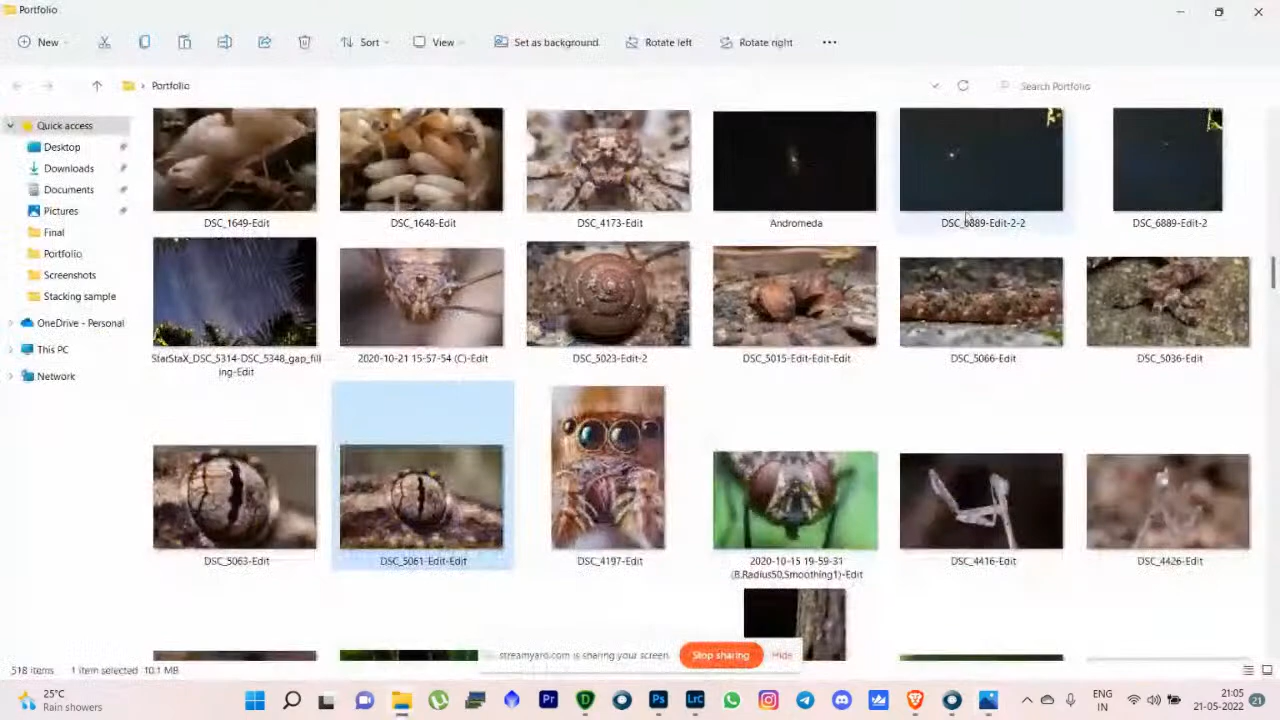 Portfolio
New
Sort
View
Set as background
Rotate left
Rotate right
Portfolio
Search Portfolio
Quick access
Desktop
Downloads
Documents
Pictures
Final
Portfolio
Screenshots
Stacking sample
OneDrive - Personal
This PC
Network
DSC_1649-Edit
DSC_1648-Edit
DSC_4173-Edit
Andromeda
DSC_6889-Edit-2-2
DSC_6889-Edit-2
StarStaX_DSC_5314-DSC_5348_gap_fill
ing-Edit
2020-10-21 15-57-54 (C)-Edit
DSC_5023-Edit-2
DSC_5015-Edit-Edit-Edit
DSC_5066-Edit
DSC_5036-Edit
DSC_5063-Edit
DSC_5061-Edit-Edit
DSC_4197-Edit
2020-10-15 19-59-31
(B,Radius50,Smoothing1)-Edit
DSC_4416-Edit
DSC_4426-Edit
streamyard.com is sharing your screen.
Stop sharing
Hide
518 items
1 item selected 10.1 MB
25°C
Rain showers
Pr
Ps
LrC
ENG
IN
21:05
21-05-2022
21